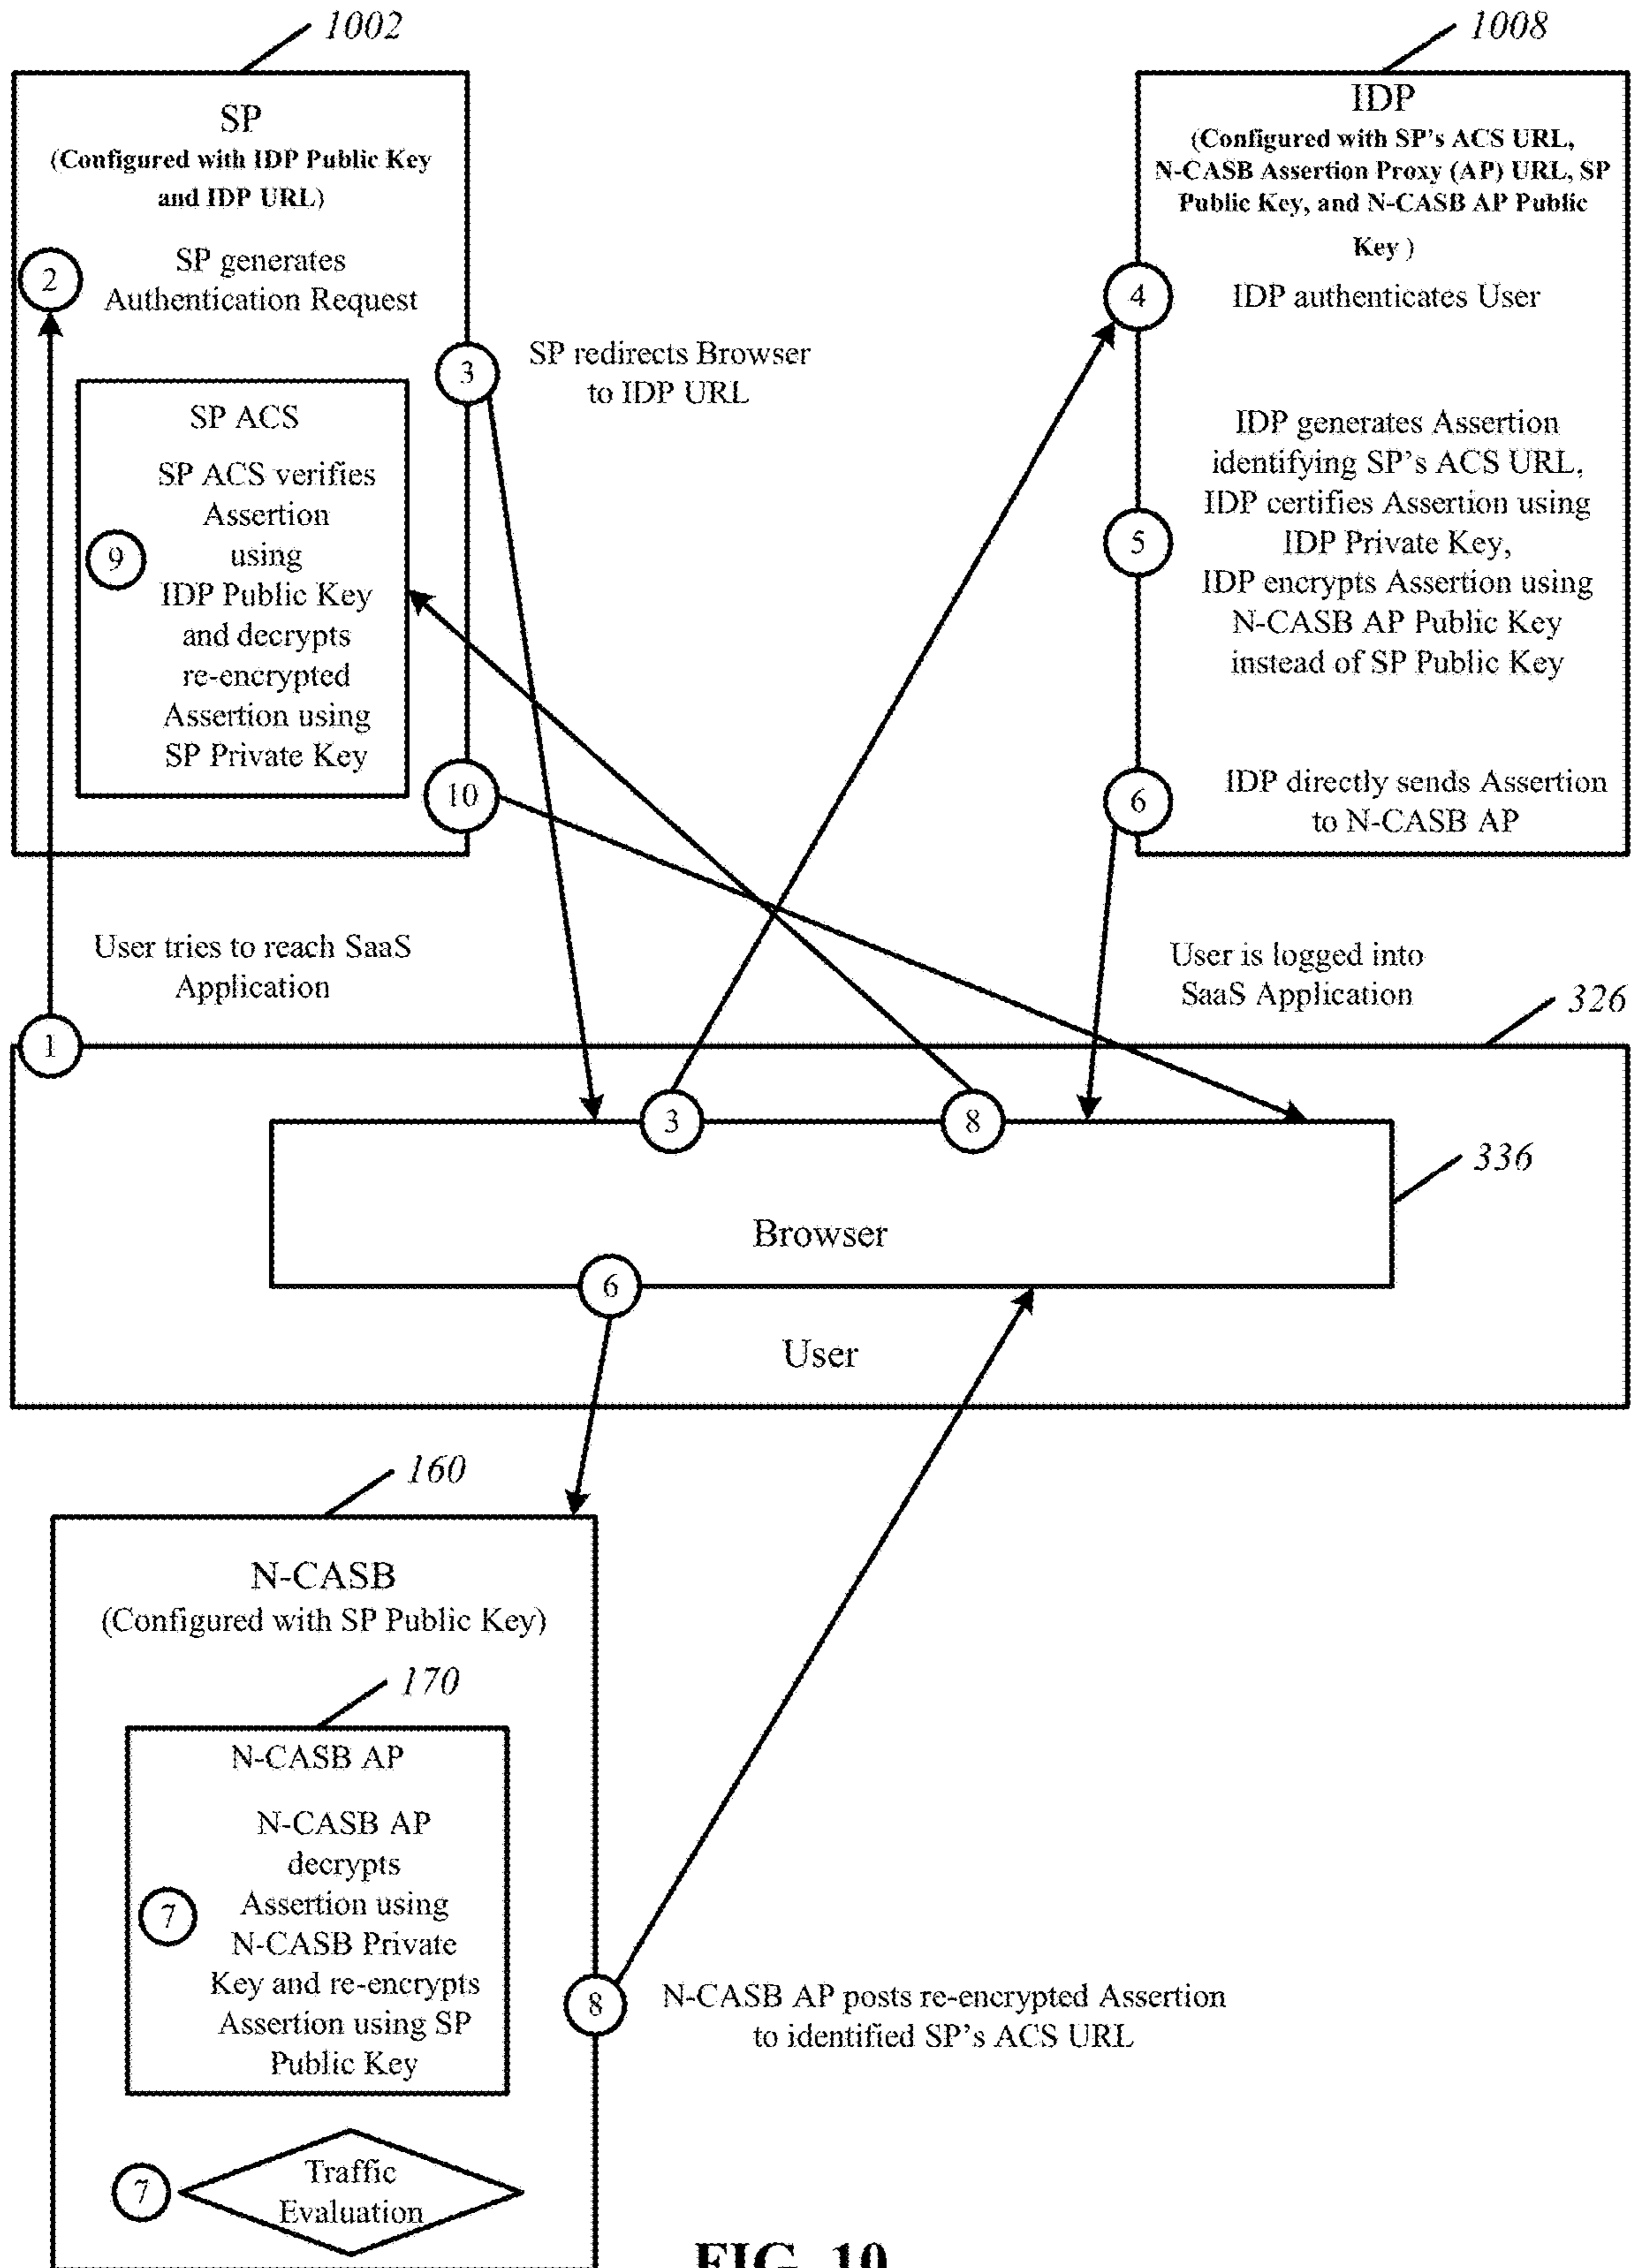 1002
1008
SP
(Configured with IDP Public Key
and IDP URL)
2
SP generates
Authentication Request
3
SP redirects Browser
to IDP URL
SP ACS
9
SP ACS verifies
Assertion
using
IDP Public Key
and decrypts
re-encrypted
Assertion using
SP Private Key
10
IDP
(Configured with SP's ACS URL,
N-CASB Assertion Proxy (AP) URL, SP
Public Key, and N-CASB AP Public
Key )
4
IDP authenticates User
5
IDP generates Assertion
identifying SP's ACS URL,
IDP certifies Assertion using
IDP Private Key,
IDP encrypts Assertion using
N-CASB AP Public Key
instead of SP Public Key
6
IDP directly sends Assertion
to N-CASB AP
User tries to reach SaaS
Application
User is logged into
SaaS Application
326
1
3
8
336
Browser
6
User
160
N-CASB
(Configured with SP Public Key)
170
N-CASB AP
7
N-CASB AP
decrypts
Assertion using
N-CASB Private
Key and re-encrypts
Assertion using SP
Public Key
8
N-CASB AP posts re-encrypted Assertion
to identified SP's ACS URL
7
Traffic
Evaluation
FIG. 10